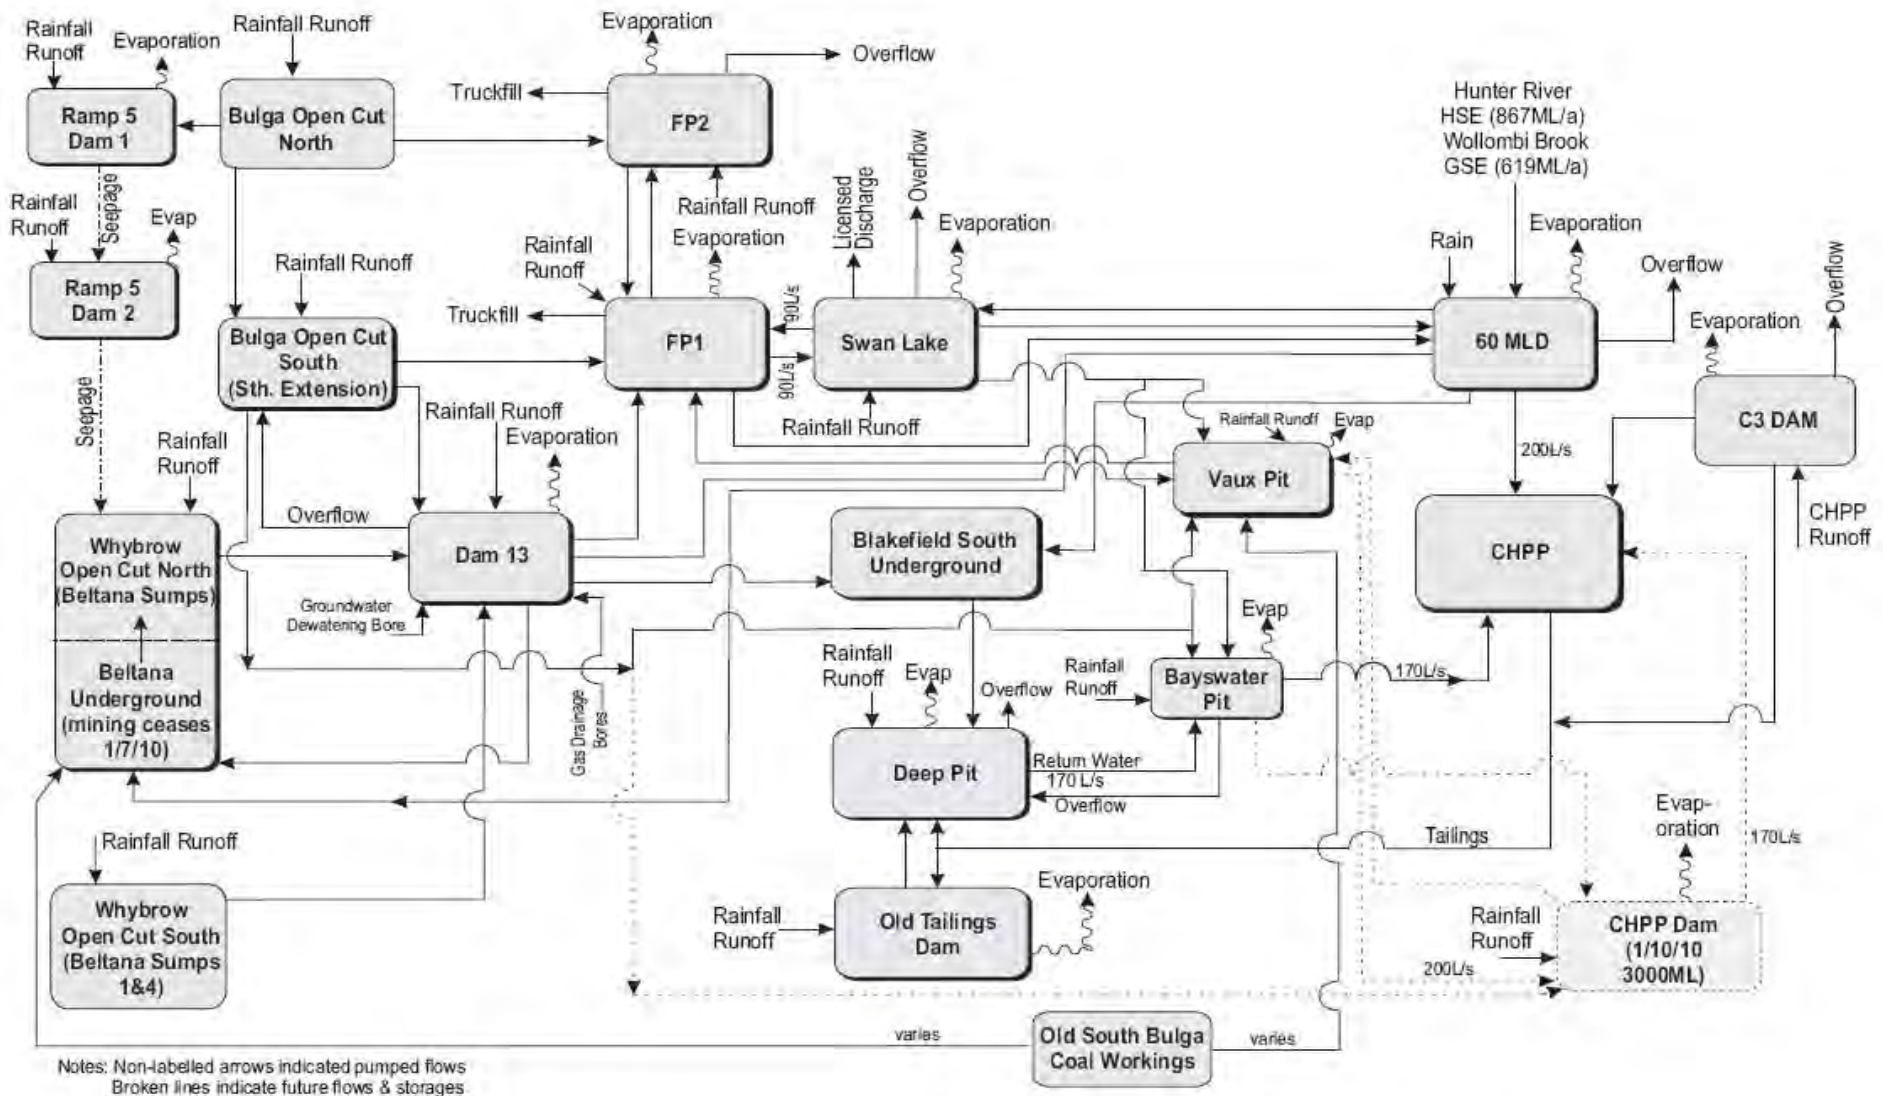 Rainfall
Runoff
Evaporation
Rainfall Runoff
Evaporation
Overflow
Truckfill
Ramp 5
Dam 1
Bulga Open Cut
North
FP2
Hunter River
HSE (867ML/a)
Wollombi Brook
GSE (619ML/a)
Seepage
Rainfall
Runoff
Evap
Rainfall Runoff
Licensed
Discharge
Overflow
Evaporation
Evaporation
Rainfall
Runoff
Rainfall Runoff
Rain
Evaporation
Overflow
Overflow
Evaporation
Ramp 5
Dam 2
Truckfill
90L/s
Bulga Open Cut
South
(Sth. Extension)
FP1
Swan Lake
60 MLD
90L/s
C3 DAM
Seepage
Rainfall Runoff
Evaporation
Rainfall Runoff
Rainfall Runoff
Evap
Rainfall
Runoff
200L/s
Vaux Pit
Overflow
CHPP
Runoff
Whybrow
Open Cut North
(Beltana Sumps)
Dam 13
Blakefield South
Underground
CHPP
Groundwater
Dewatering Bore
Evap
Beltana
Underground
(mining ceases
1/7/10)
Gas Drainage
Bores
Rainfall
Runoff
Evap
Overflow
Rainfall
Runoff
Bayswater
Pit
170L/s
Deep Pit
Return Water
170 L/s
Overflow
Evap-
oration
170L/s
Tailings
Rainfall Runoff
Whybrow
Open Cut South
(Beltana Sumps
1&4)
Rainfall
Runoff
Old Tailings
Dam
Evaporation
Rainfall
Runoff
CHPP Dam
(1/10/10
3000ML)
200L/s
varies
Old South Bulga
Coal Workings
varies
Notes: Non-labelled arrows indicated pumped flows
Broken lines indicate future flows & storages